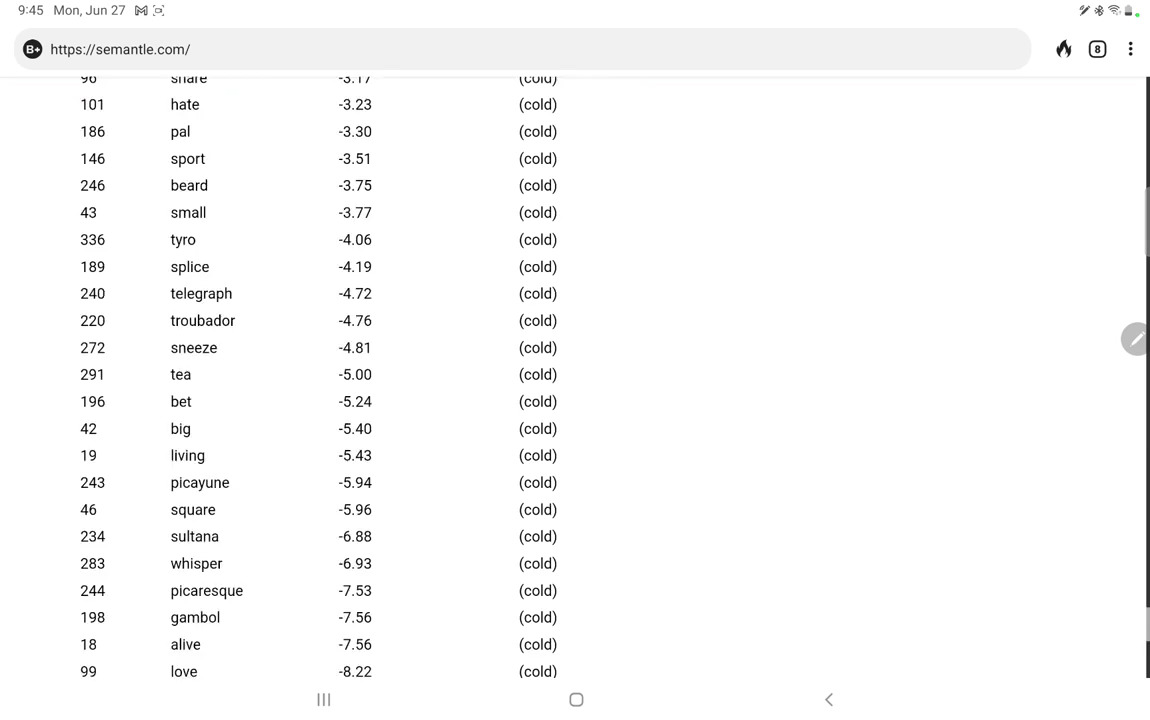 9:45 Mon, Jun 27
B+ https://semantle.com/ 8
96 share -3.17 (cold)
101 hate -3.23 (cold)
186 pal -3.30 (cold)
146 sport -3.51 (cold)
246 beard -3.75 (cold)
43 small -3.77 (cold)
336 tyro -4.06 (cold)
189 splice -4.19 (cold)
240 telegraph -4.72 (cold)
220 troubador -4.76 (cold)
272 sneeze -4.81 (cold)
291 tea -5.00 (cold)
196 bet -5.24 (cold)
42 big -5.40 (cold)
19 living -5.43 (cold)
243 picayune -5.94 (cold)
46 square -5.96 (cold)
234 sultana -6.88 (cold)
283 whisper -6.93 (cold)
244 picaresque -7.53 (cold)
198 gambol -7.56 (cold)
18 alive -7.56 (cold)
99 love -8.22 (cold)